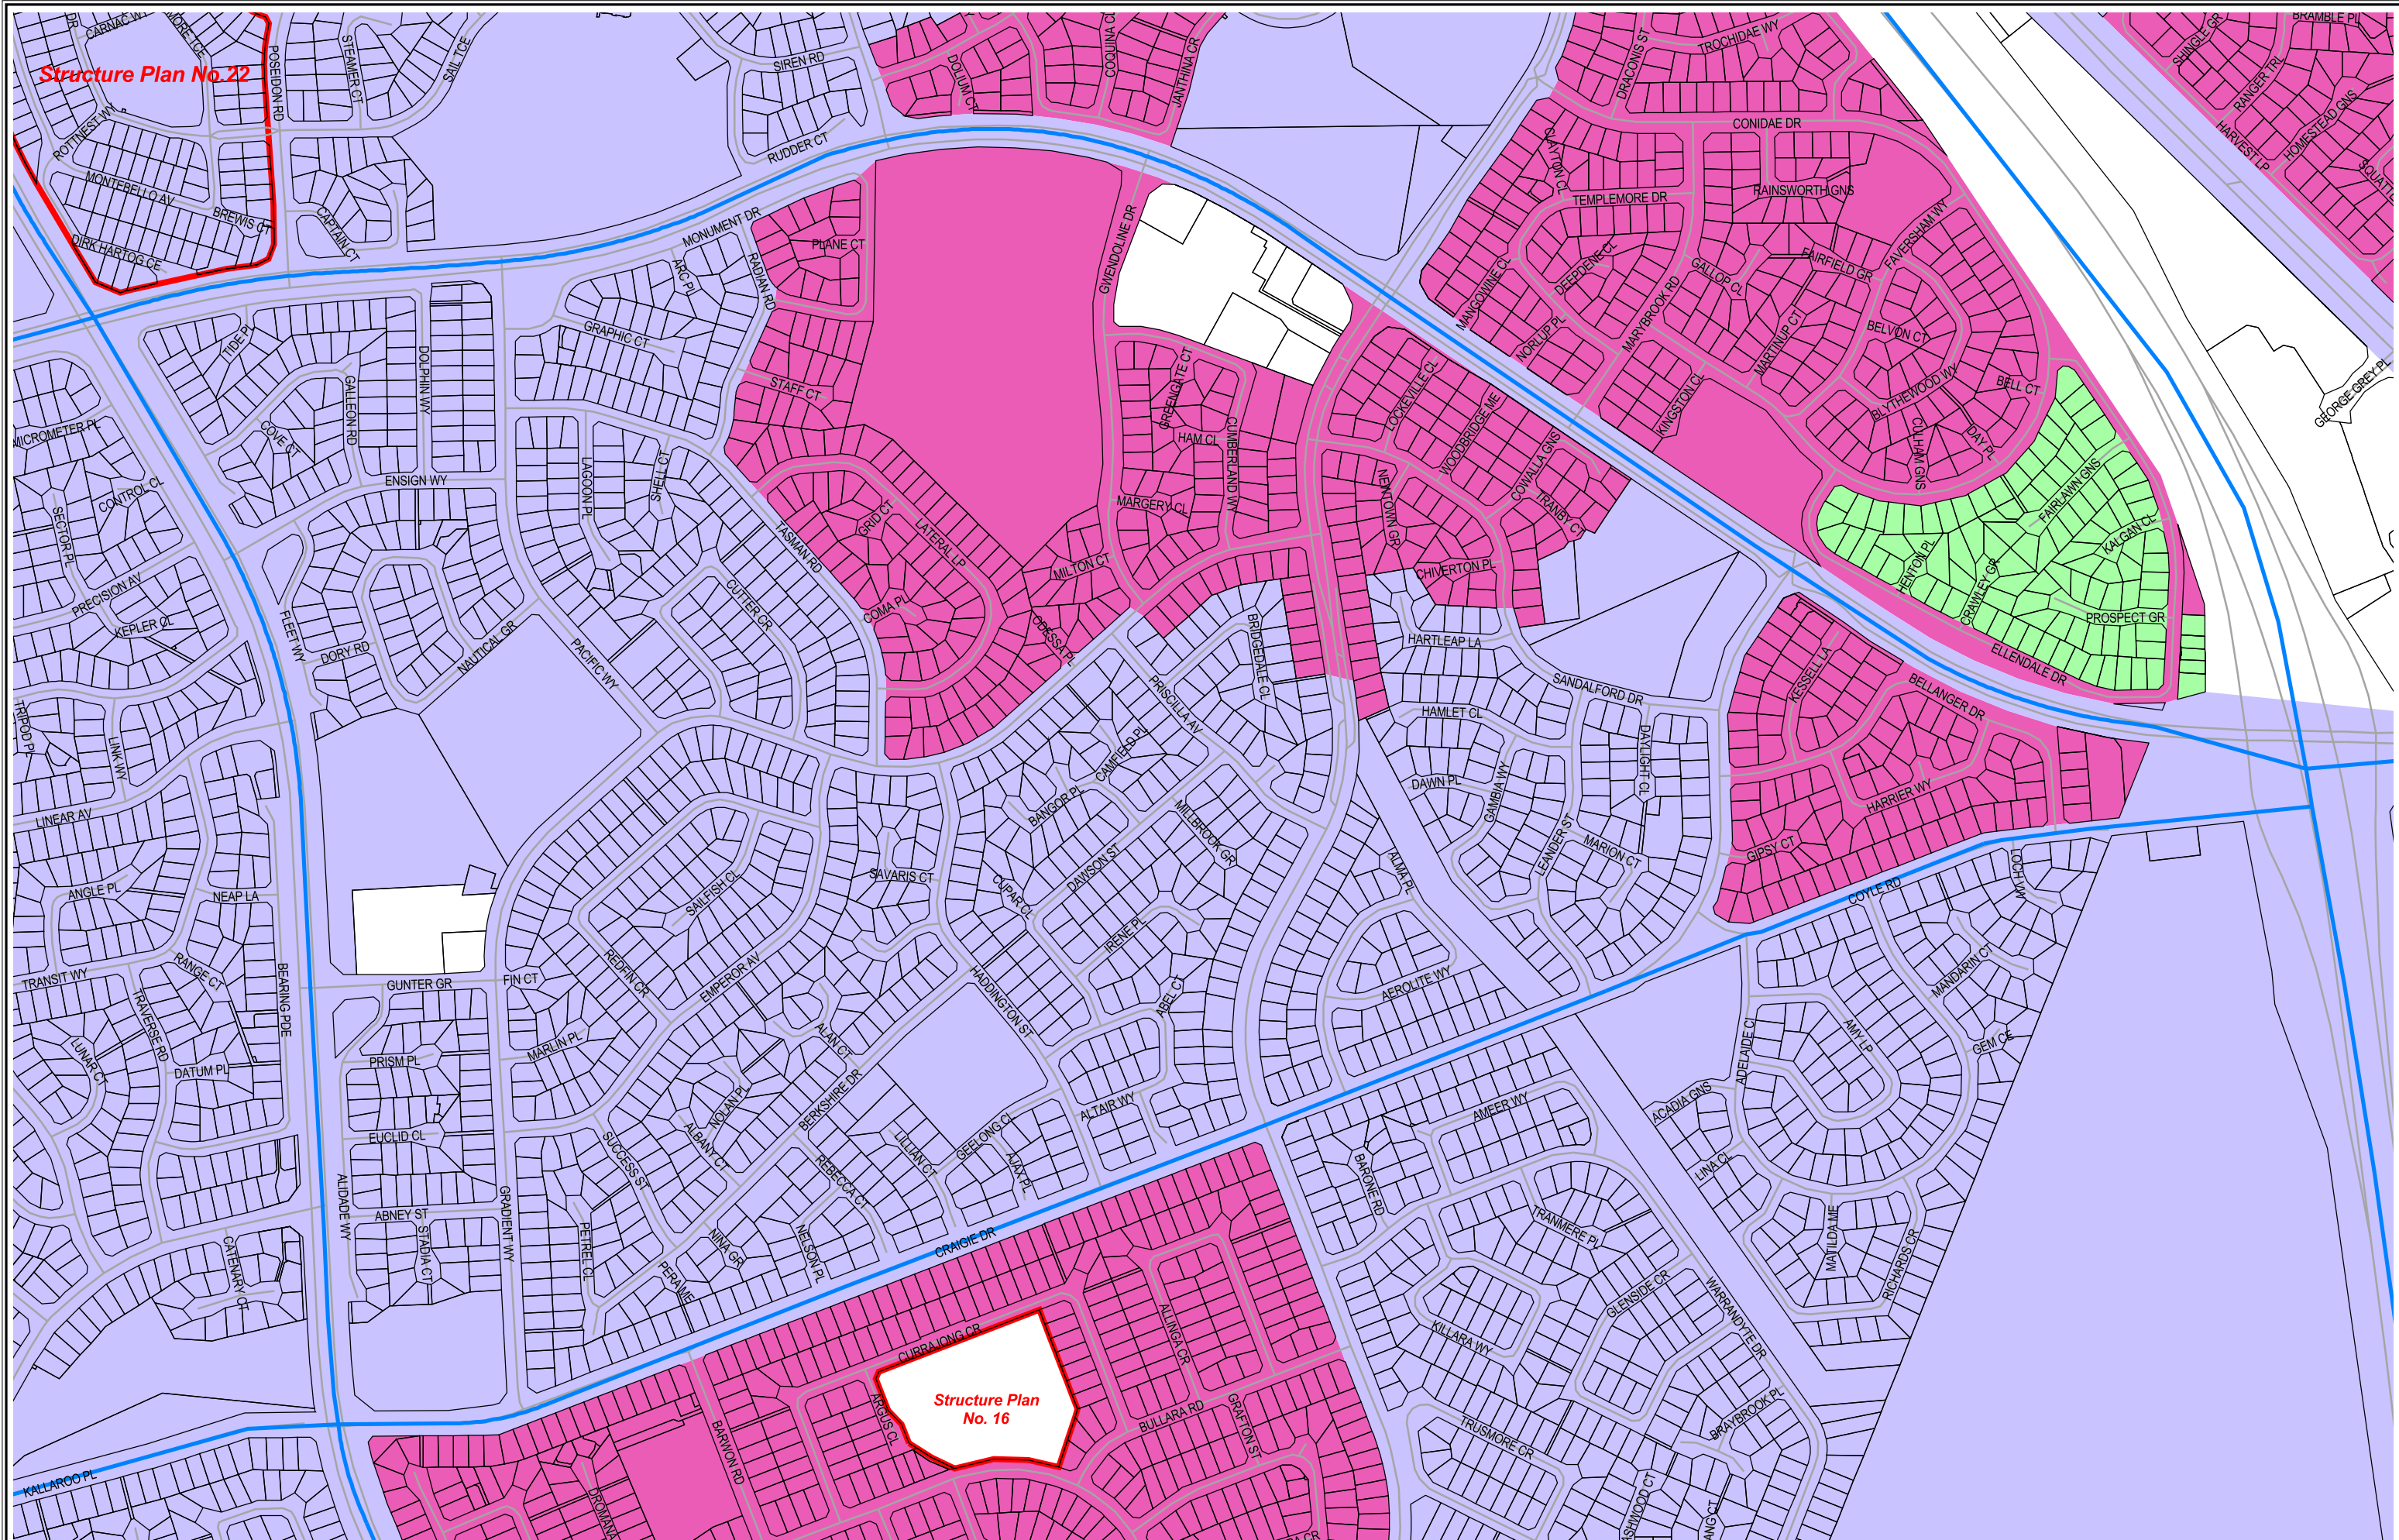 CARNAC WY
STEAMER CT
SAIL TCE
POSEIDON RD
Structure Plan No.22
SIREN RD
DOLIUM CT
COQUINA CL
JANTHINA CR
DRACONIS ST
TROCHIDAE WY
SHINGLE GR
BRAMBLE PL
RANGER TRL
HOMESTEAD GNS
HARVEST LP
ROTTNEST WY
RUDDER CT
CONIDAE DR
CLAYTON CL
MONTEBELLO AV
BREWIS CT
CAPTAIN CT
DIRK HARTOG CE
MONUMENT DR
PLANE CT
RADIAN RD
ARC PL
GWENDOLINE DR
TEMPLEMORE DR
RAINSWORTH GNS
FAVERSHAM WY
FAIRFIELD GR
GALLOP CL
DEEPDENE CL
MANGOWINE CL
MARYBROOK RD
NORLUP PL
MARTINUP CT
BELVON CT
TIDE PL
GRAPHIC CT
DOLPHIN WY
GALLEON RD
COVE CT
STAFF CT
GREENGATE CT
HAM CL
CUMBERLAND WY
LOCKEVILLE CL
WOODBRIDGE ME
KINGSTON CL
BLYTHEWOOD WY
BELL CT
CULHAM GNS
DAY PL
GEORGE GREY PL
MICROMETER PL
CONTROL CL
SECTOR PL
ENSIGN WY
LAGOON PL
SHELL CT
TASMAN RD
GRID CT
LATERAL LP
MARGERY CL
NEWTOWN GR
COWALLA GNS
RANBY CT
FAIRLAWN GNS
KALGAN CL
PRECISION AV
KEPLER CL
FLEET WY
DORY RD
NAUTICAL GR
PACIFIC WY
CUTTER CR
COMA PL
MILTON CT
ODESSA PL
CHIVERTON PL
HENTON PL
CRAWLEY GR
PROSPECT GR
ELLENDALE DR
BRIDGEDALE CL
PRISCILLA AV
HARTLEAP LA
SANDALFORD DR
HAMLET CL
KESSELL LA
BELLANGER DR
TRIPOD PL
LINK WY
LINEAR AV
CAMFIELD PL
BANGOR PL
MILLBROOK GR
DAWN PL
GAMBIA WY
DAYLIGHT CL
HARRIER WY
GIPSY CT
LEANDER ST
MARION CT
ALMA PL
COYLE RD
LOCH VW
ANGLE PL
NEAP LA
SAVARIS CT
DAWSON ST
CUPAR CL
SAILFISH CL
IRENE PL
TRANSIT WY
RANGE CT
BEARING PDE
GUNTER GR
FIN CT
REDFIN CR
EMPEROR AV
HADDINGTON ST
ABEL CT
AEROLITE WY
MANDARIN CT
GEM CE
AMY LP
ADELAIDE CI
TRAVERSE RD
LUNAR CT
DATUM PL
PRISM PL
MARLIN PL
ALAN CT
NOLAN PL
BERKSHIRE DR
ALBANY CT
ALTAIR WY
AMEER WY
ACADIA GNS
EUCLID CL
SUCCESS ST
LILLIAN CT
GEELONG CL
AJAX PL
REBECCA CT
BARONE RD
LINA CL
ALIDADE WY
ABNEY ST
STADIA CT
GRADIENT WY
PETREL CL
NINA GR
NELSON PL
CRAIGIE DR
TRANMERE PL
MATILDA ME
RICHARDS CR
CATENARY CT
PERA ME
GLENSIDE CR
WARRANDYTE DR
KILLARA WY
CURRAJONG CR
ALLINGA CR
ARGUS CL
Structure Plan
No. 16
BULLARA RD
GRAFTON ST
BARWON RD
TRUSMORE CR
BRAYBROOK PL
KALLAROO PL
DROMANA
ASHWOOD CT